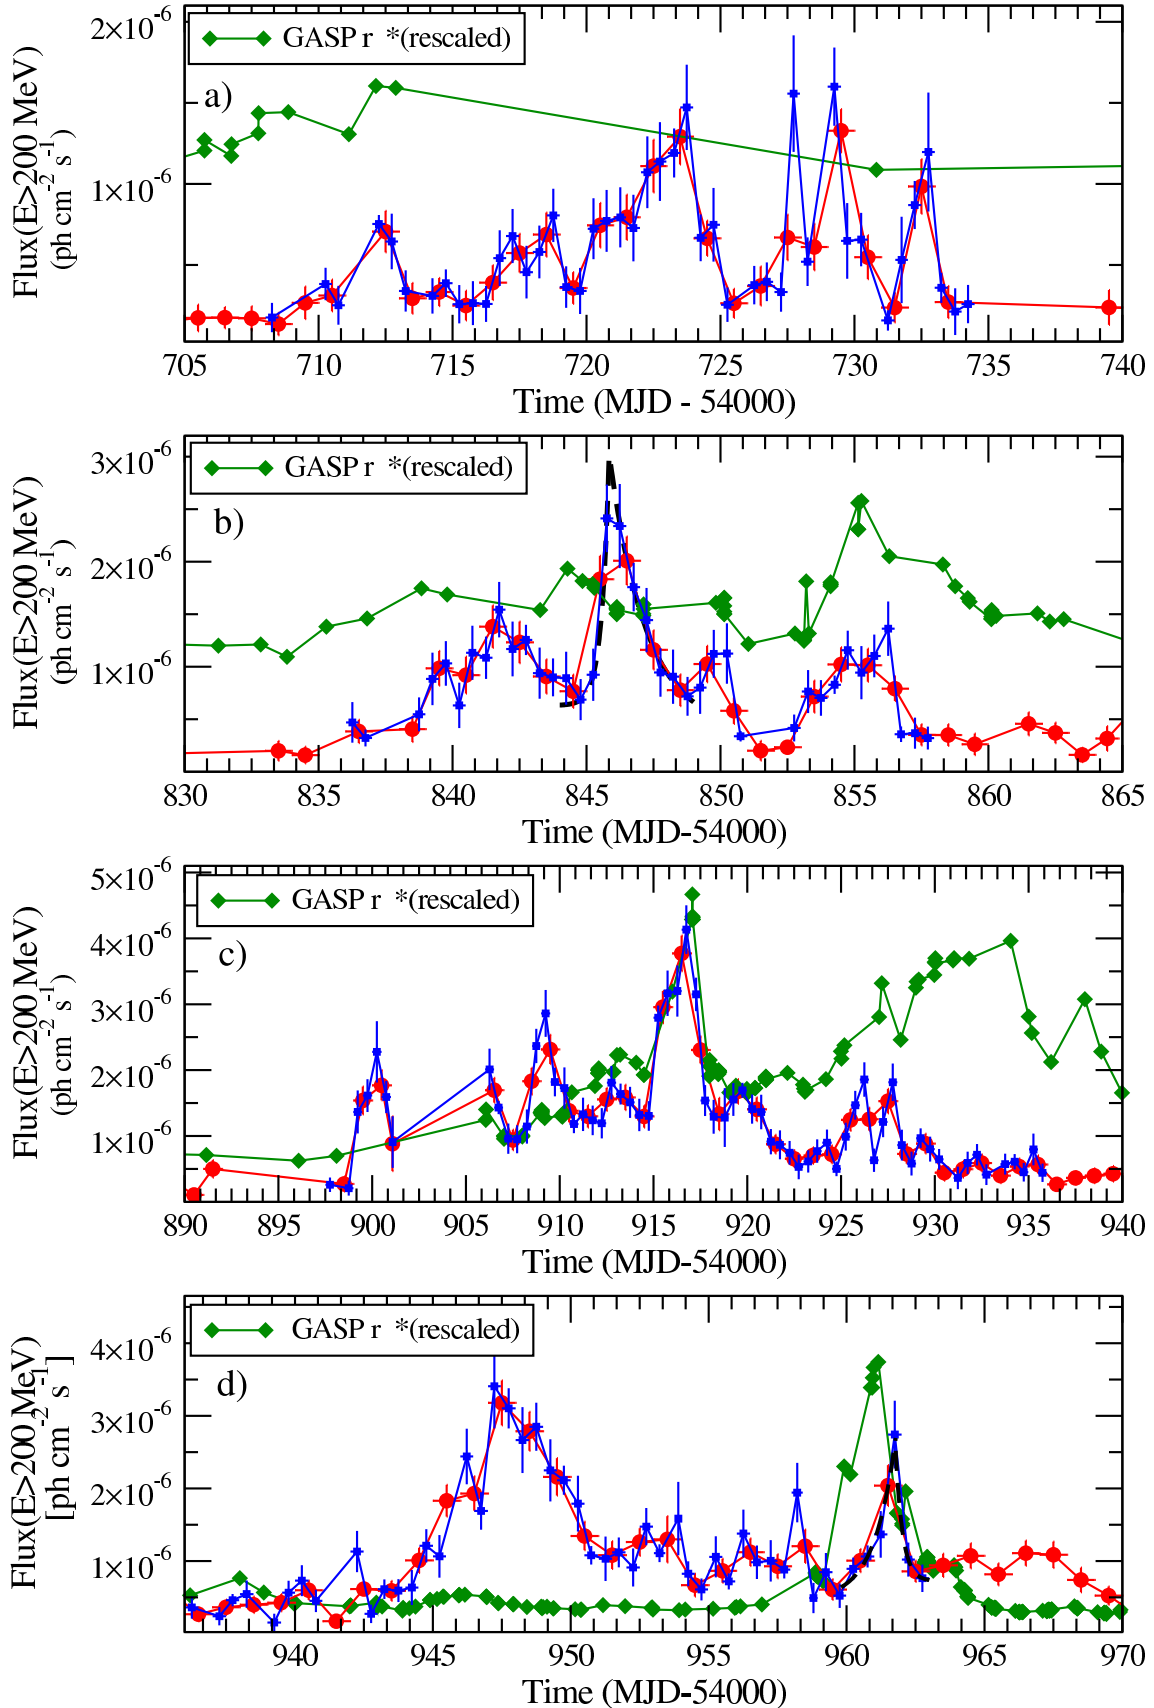 GASP r *(rescaled)
a)
2×10-6
1×10-6
Flux(E>200 MeV)
(ph cm-2 s-1)
705 710 715 720 725 730 735 740
Time (MJD - 54000)
GASP r *(rescaled)
b)
3×10-6
2×10-6
1×10-6
Flux(E>200 MeV)
(ph cm-2 s-1)
830 835 840 845 850 855 860 865
Time (MJD-54000)
GASP r *(rescaled)
c)
5×10-6
4×10-6
3×10-6
2×10-6
1×10-6
Flux(E>200 MeV)
(ph cm-2 s-1)
890 895 900 905 910 915 920 925 930 935 940
Time (MJD-54000)
GASP r *(rescaled)
d)
4×10-6
3×10-6
2×10-6
1×10-6
Flux(E>200 MeV)
[ph cm-2 s-1]
940 945 950 955 960 965 970
Time (MJD-54000)